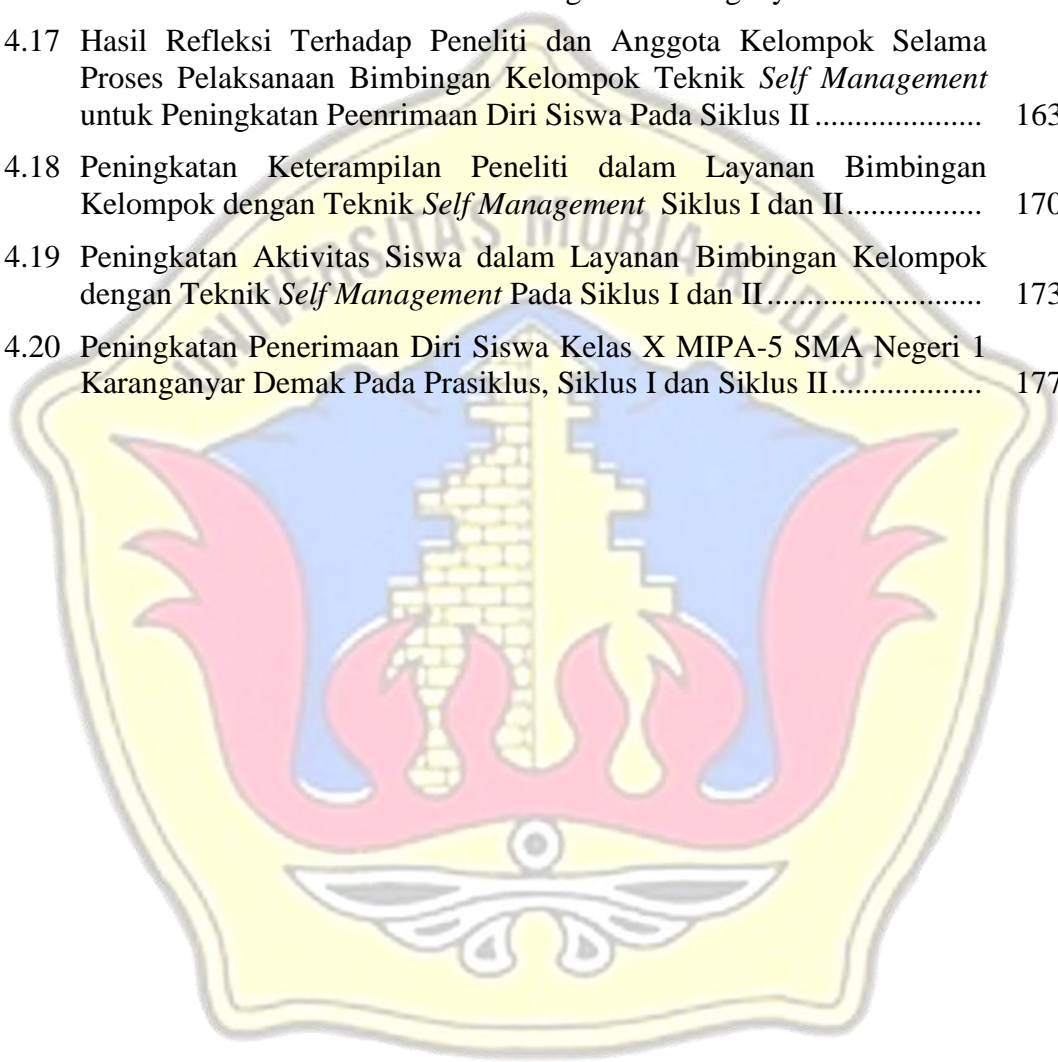 4.17 Hasil Refleksi Terhadap Peneliti dan Anggota Kelompok Selama
Proses Pelaksanaan Bimbingan Kelompok Teknik Self Management
untuk Peningkatan Peenrimaan Diri Siswa Pada Siklus II ..................... 163
4.18 Peningkatan Keterampilan Peneliti dalam Layanan Bimbingan
Kelompok dengan Teknik Self Management Siklus I dan II ................. 170
4.19 Peningkatan Aktivitas Siswa dalam Layanan Bimbingan Kelompok
dengan Teknik Self Management Pada Siklus I dan II ........................... 173
4.20 Peningkatan Penerimaan Diri Siswa Kelas X MIPA-5 SMA Negeri 1
Karanganyar Demak Pada Prasiklus, Siklus I dan Siklus II ................... 177
UNIVERSITAS MURIA KUDUS